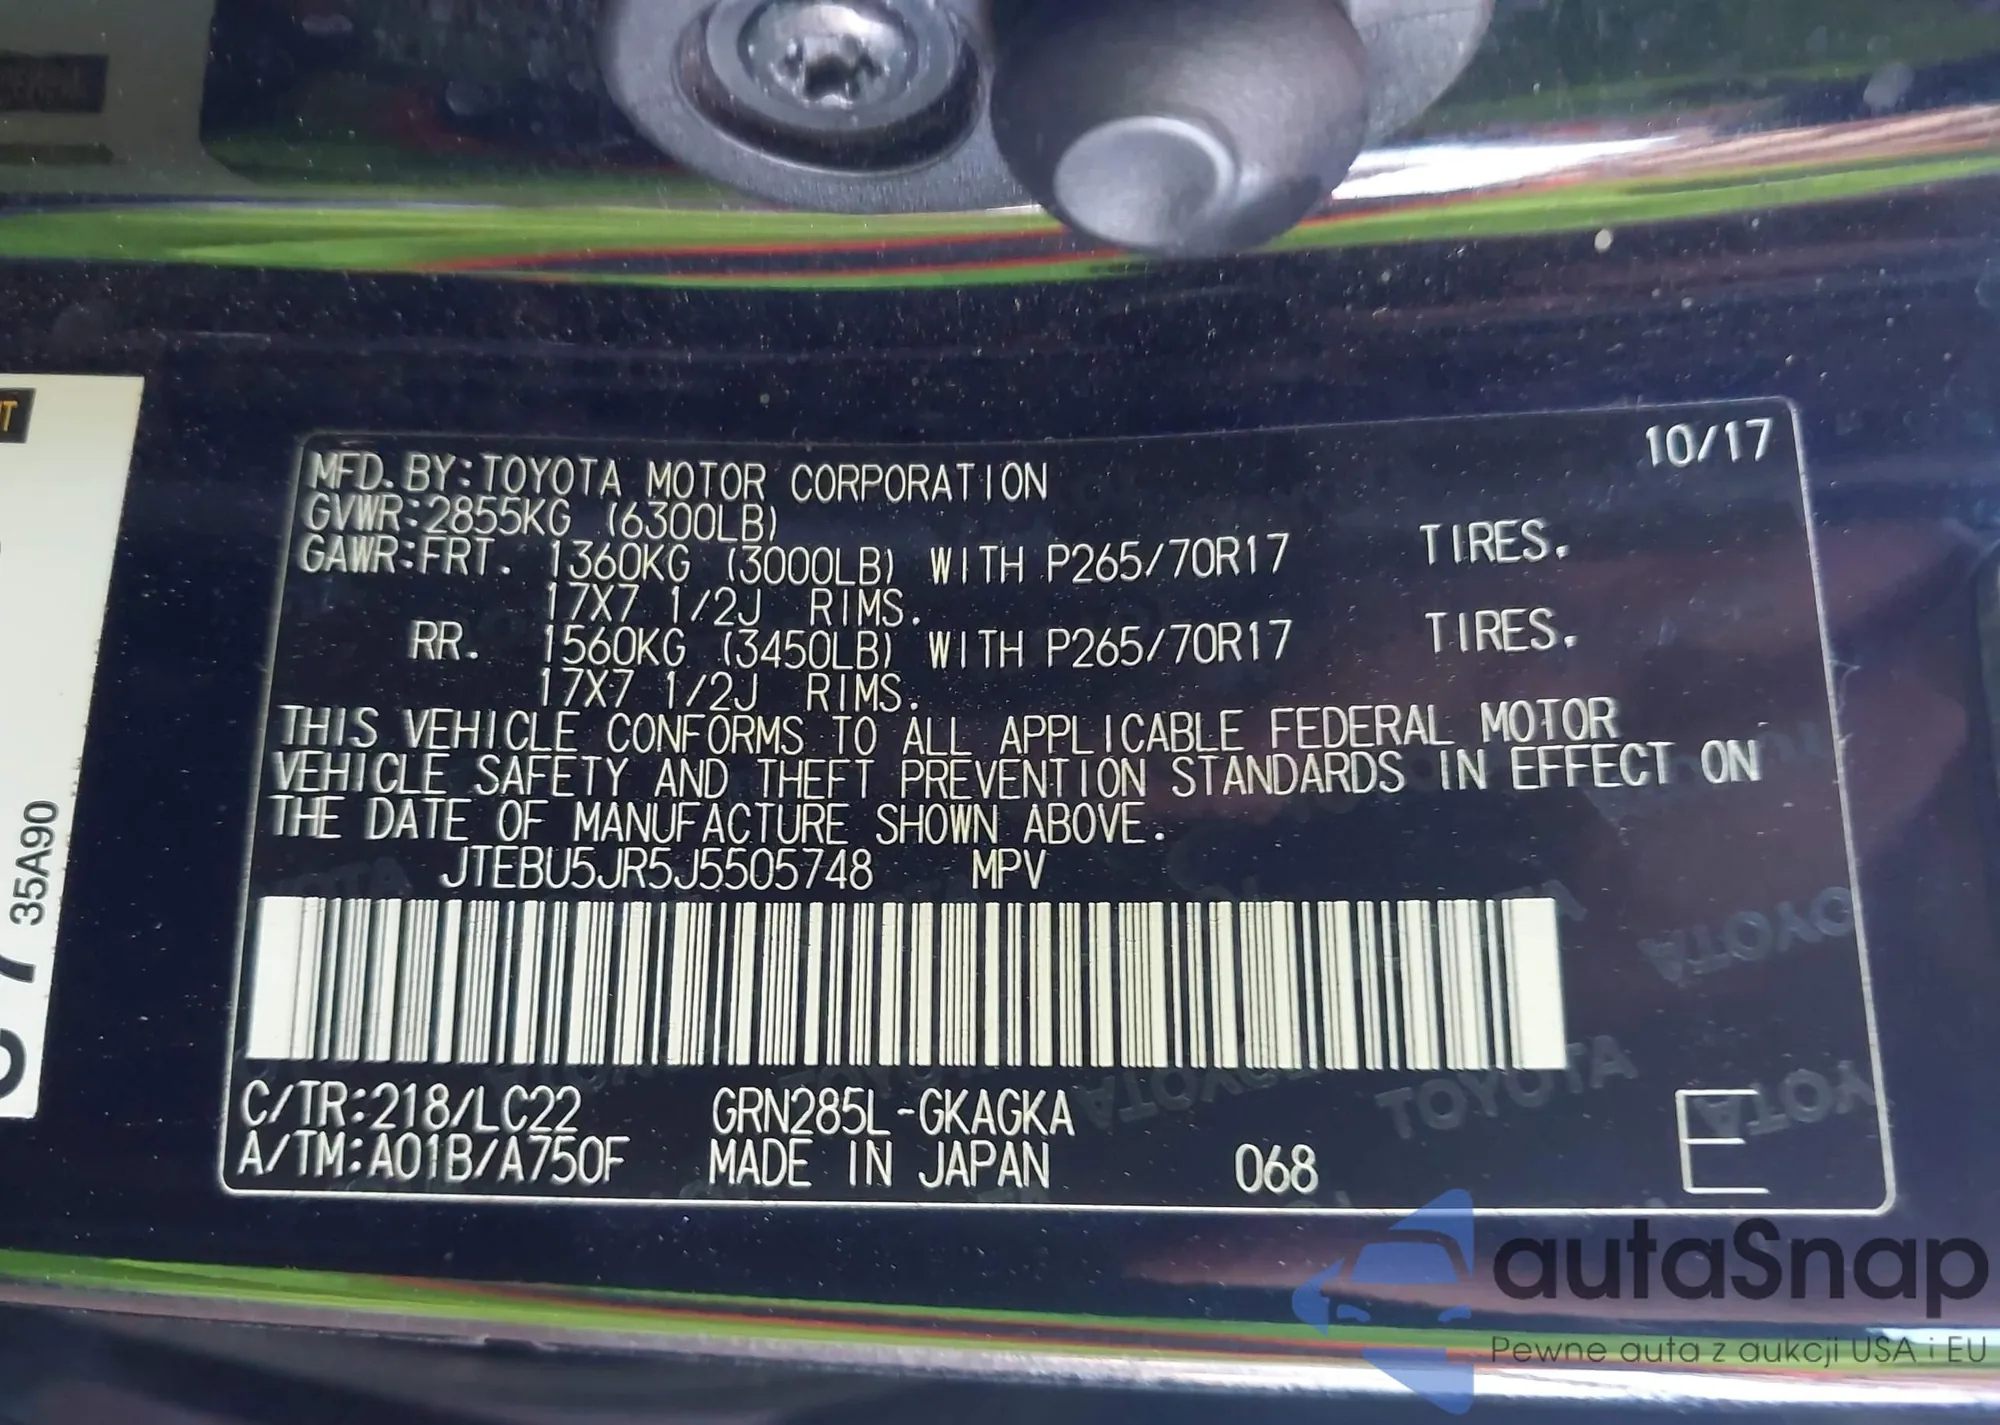 10/17
MFD. BY: TOYOTA MOTOR CORPORATION
GVWR: 2855KG (6300LB)
GAWR: FRT. 1360KG (3000LB) WITH P265/70R17 TIRES.
17X7 1/2J RIMS.
RR. 1560KG (3450LB) WITH P265/70R17 TIRES.
17X7 1/2J RIMS.
THIS VEHICLE CONFORMS TO ALL APPLICABLE FEDERAL MOTOR
VEHICLE SAFETY AND THEFT PREVENTION STANDARDS IN EFFECT ON
THE DATE OF MANUFACTURE SHOWN ABOVE.
JTEBU5JR5J5505748 MPV
C/TR: 218/LC22 GRN285L-GKAGKA
A/TM: A01B/A750F MADE IN JAPAN 068 E
35A90
TOYOTA
TOYOTA
TOYOTA
autaSnap
Pewne auta z aukcji USA i EU